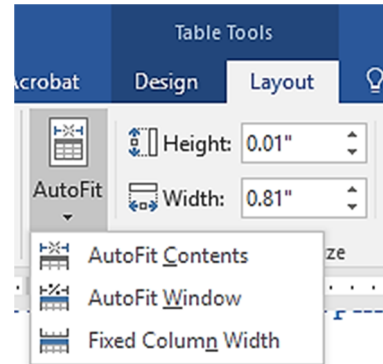 Table Tools
Acrobat Design Layout
Height: 0.01"
AutoFit Width: 0.81"
AutoFit Contents
ze
AutoFit Window
Fixed Column Width